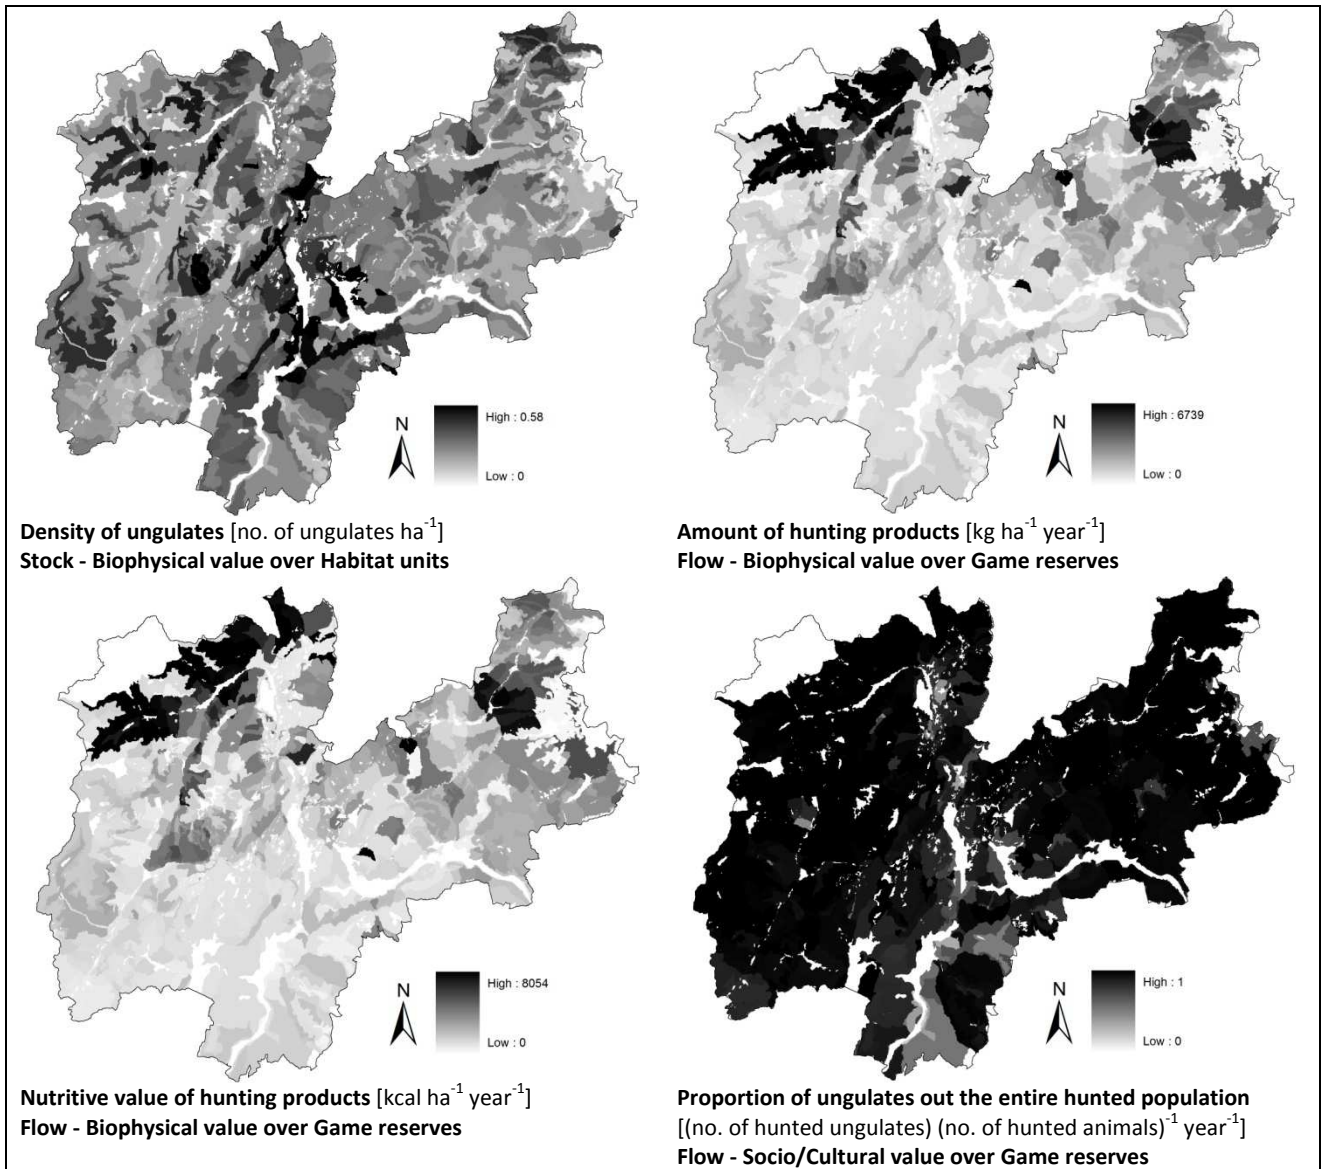 N
High : 0.58
Low : 0
Density of ungulates [no. of ungulates ha⁻¹]
Stock - Biophysical value over Habitat units
N
High : 6739
Low : 0
Amount of hunting products [kg ha⁻¹ year⁻¹]
Flow - Biophysical value over Game reserves
N
High : 8054
Low : 0
Nutritive value of hunting products [kcal ha⁻¹ year⁻¹]
Flow - Biophysical value over Game reserves
N
High : 1
Low : 0
Proportion of ungulates out the entire hunted population
[(no. of hunted ungulates) (no. of hunted animals)⁻¹ year⁻¹]
Flow - Socio/Cultural value over Game reserves